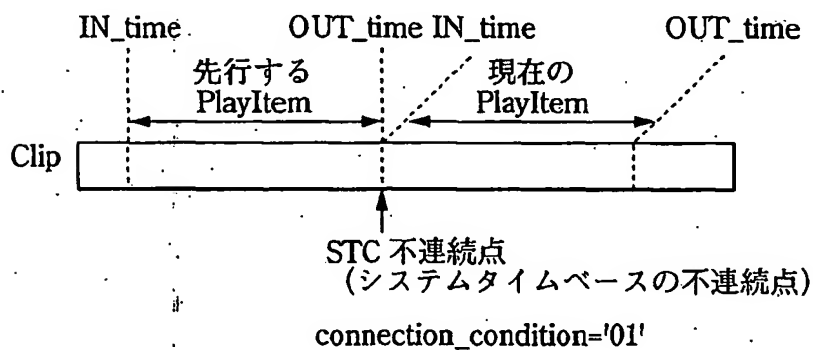 IN_time OUT_time IN_time OUT_time
先行する 現在の
PlayItem PlayItem
Clip
STC 不連続点
(システムタイムベースの不連続点)
connection_condition='01'